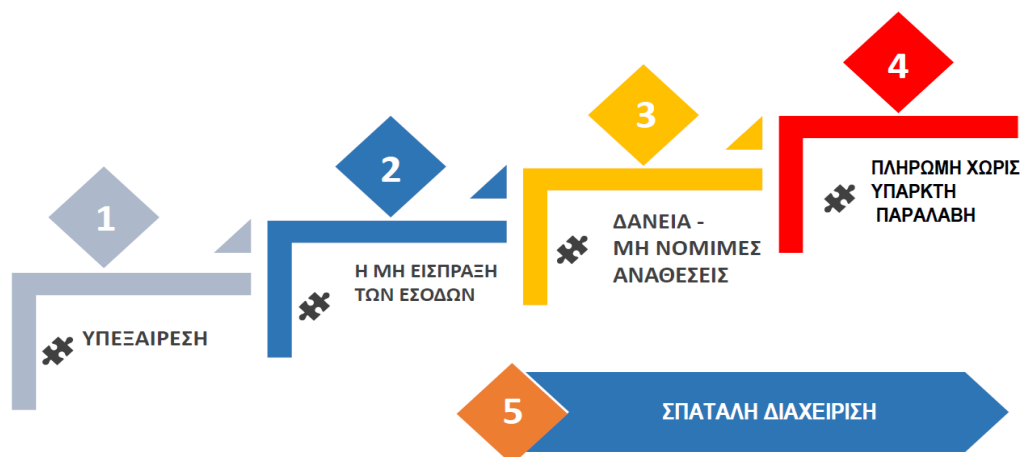 1
ΥΠΕΞΑΙΡΕΣΗ
2
Η ΜΗ ΕΙΣΠΡΑΞΗ
ΤΩΝ ΕΣΟΔΩΝ
3
ΔΑΝΕΙΑ -
ΜΗ ΝΟΜΙΜΕΣ
ΑΝΑΘΕΣΕΙΣ
4
ΠΛΗΡΩΜΗ ΧΩΡΙΣ
ΥΠΑΡΚΤΗ
ΠΑΡΑΛΑΒΗ
5
ΣΠΑΤΑΛΗ ΔΙΑΧΕΙΡΙΣΗ